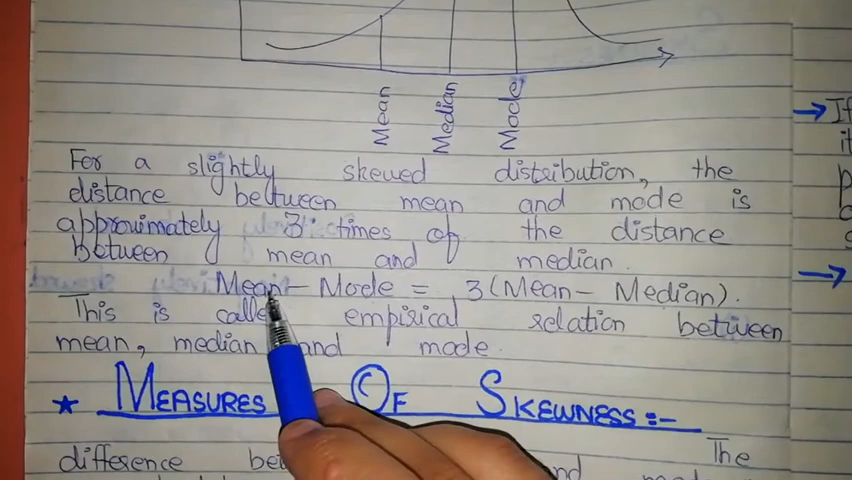 Mean
Median
Mode
For a slightly skewed distribution, the
distance between mean and mode is
approximately 3 times of the distance
between mean and median.
Mean - Mode = 3(Mean - Median).
This is called empirical relation between
mean, median and mode.
★ MEASURES OF SKEWNESS :-
The
difference
→ If